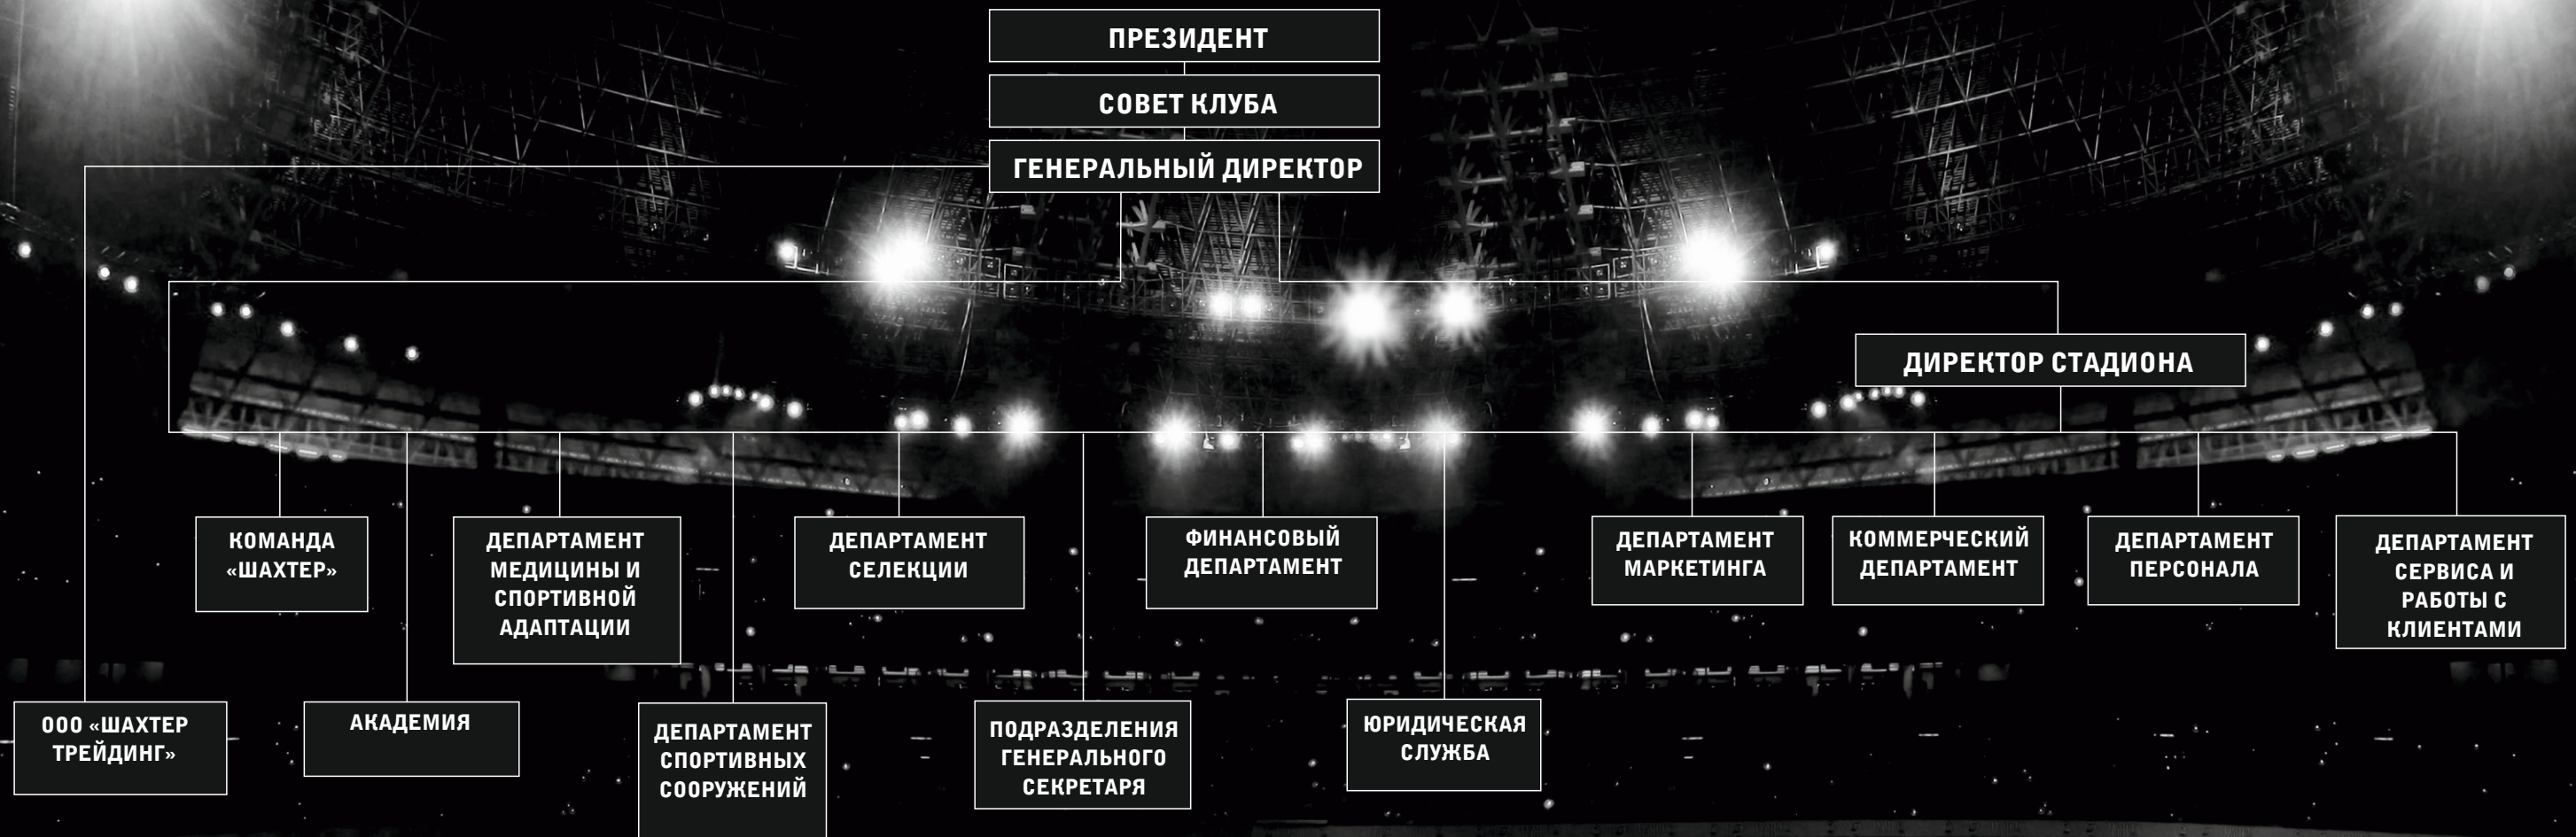 ПРЕЗИДЕНТ
СОВЕТ КЛУБА
ГЕНЕРАЛЬНЫЙ ДИРЕКТОР
ДИРЕКТОР СТАДИОНА
КОМАНДА
«ШАХТЕР»
ДЕПАРТАМЕНТ
МЕДИЦИНЫ И
СПОРТИВНОЙ
АДАПТАЦИИ
ДЕПАРТАМЕНТ
СЕЛЕКЦИИ
ФИНАНСОВЫЙ
ДЕПАРТАМЕНТ
ДЕПАРТАМЕНТ
МАРКЕТИНГА
КОММЕРЧЕСКИЙ
ДЕПАРТАМЕНТ
ДЕПАРТАМЕНТ
ПЕРСОНАЛА
ДЕПАРТАМЕНТ
СЕРВИСА И
РАБОТЫ С
КЛИЕНТАМИ
ООО «ШАХТЕР
ТРЕЙДИНГ»
АКАДЕМИЯ
ДЕПАРТАМЕНТ
СПОРТИВНЫХ
СООРУЖЕНИЙ
ПОДРАЗДЕЛЕНИЯ
ГЕНЕРАЛЬНОГО
СЕКРЕТАРЯ
ЮРИДИЧЕСКАЯ
СЛУЖБА